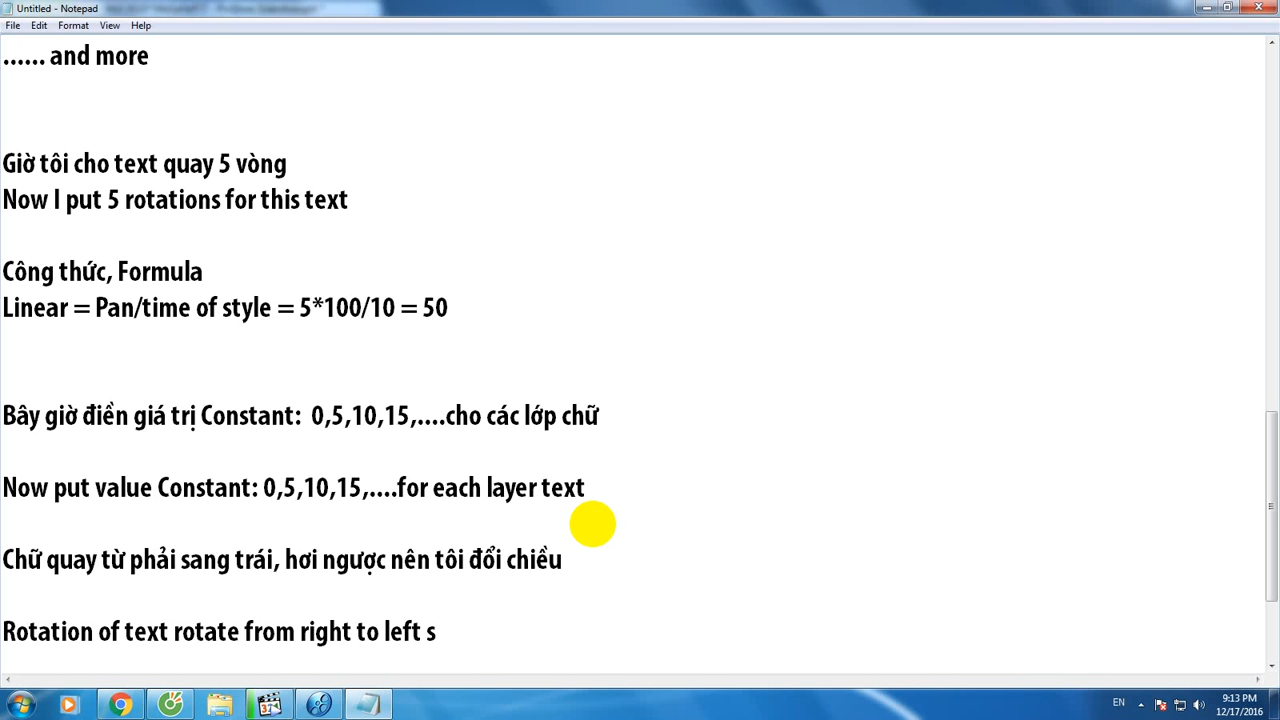 Untitled - Notepad
File Edit Format View Help
...... and more
Giờ tôi cho text quay 5 vòng
Now I put 5 rotations for this text
Công thức, Formula
Linear = Pan/time of style = 5*100/10 = 50
Bây giờ điền giá trị Constant:  0,5,10,15,....cho các lớp chữ
Now put value Constant: 0,5,10,15,....for each layer text
Chữ quay từ phải sang trái, hơi ngược nên tôi đổi chiều
Rotation of text rotate from right to left s
EN
9:13 PM
12/17/2016